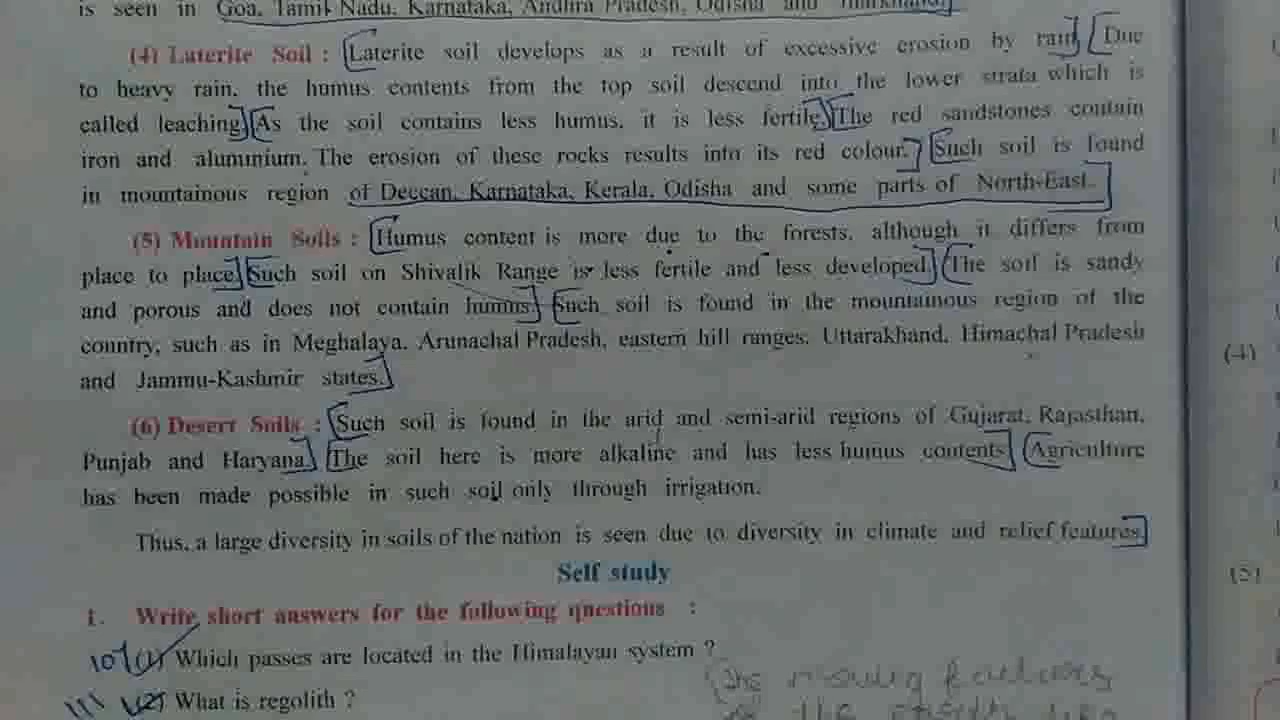 is seen in Goa, Tamil Nadu, Karnataka, Andhra Pradesh, Odisha and Jharkhand.
(4) Laterite Soil : Laterite soil develops as a result of excessive erosion by rain. Due
to heavy rain, the humus contents from the top soil descend into the lower strata which is
called leaching. As the soil contains less humus, it is less fertile. The red sandstones contain
iron and aluminium. The erosion of these rocks results into its red colour. Such soil is found
in mountainous region of Deccan, Karnataka, Kerala, Odisha and some parts of North-East.
(5) Mountain Soils : Humus content is more due to the forests, although it differs from
place to place. Such soil on Shivalik Range is less fertile and less developed. The soil is sandy
and porous and does not contain humus. Such soil is found in the mountainous region of the
country, such as in Meghalaya, Arunachal Pradesh, eastern hill ranges, Uttarakhand, Himachal Pradesh
and Jammu-Kashmir states.
(4)
(6) Desert Soils : Such soil is found in the arid and semi-arid regions of Gujarat, Rajasthan,
Punjab and Haryana. The soil here is more alkaline and has less humus contents. Agriculture
has been made possible in such soil only through irrigation.
Thus, a large diversity in soils of the nation is seen due to diversity in climate and relief features.
(5)
Self study
1. Write short answers for the following questions :
107 (1) Which passes are located in the Himalayan system ?
111 (2) What is regolith ?
the
of the